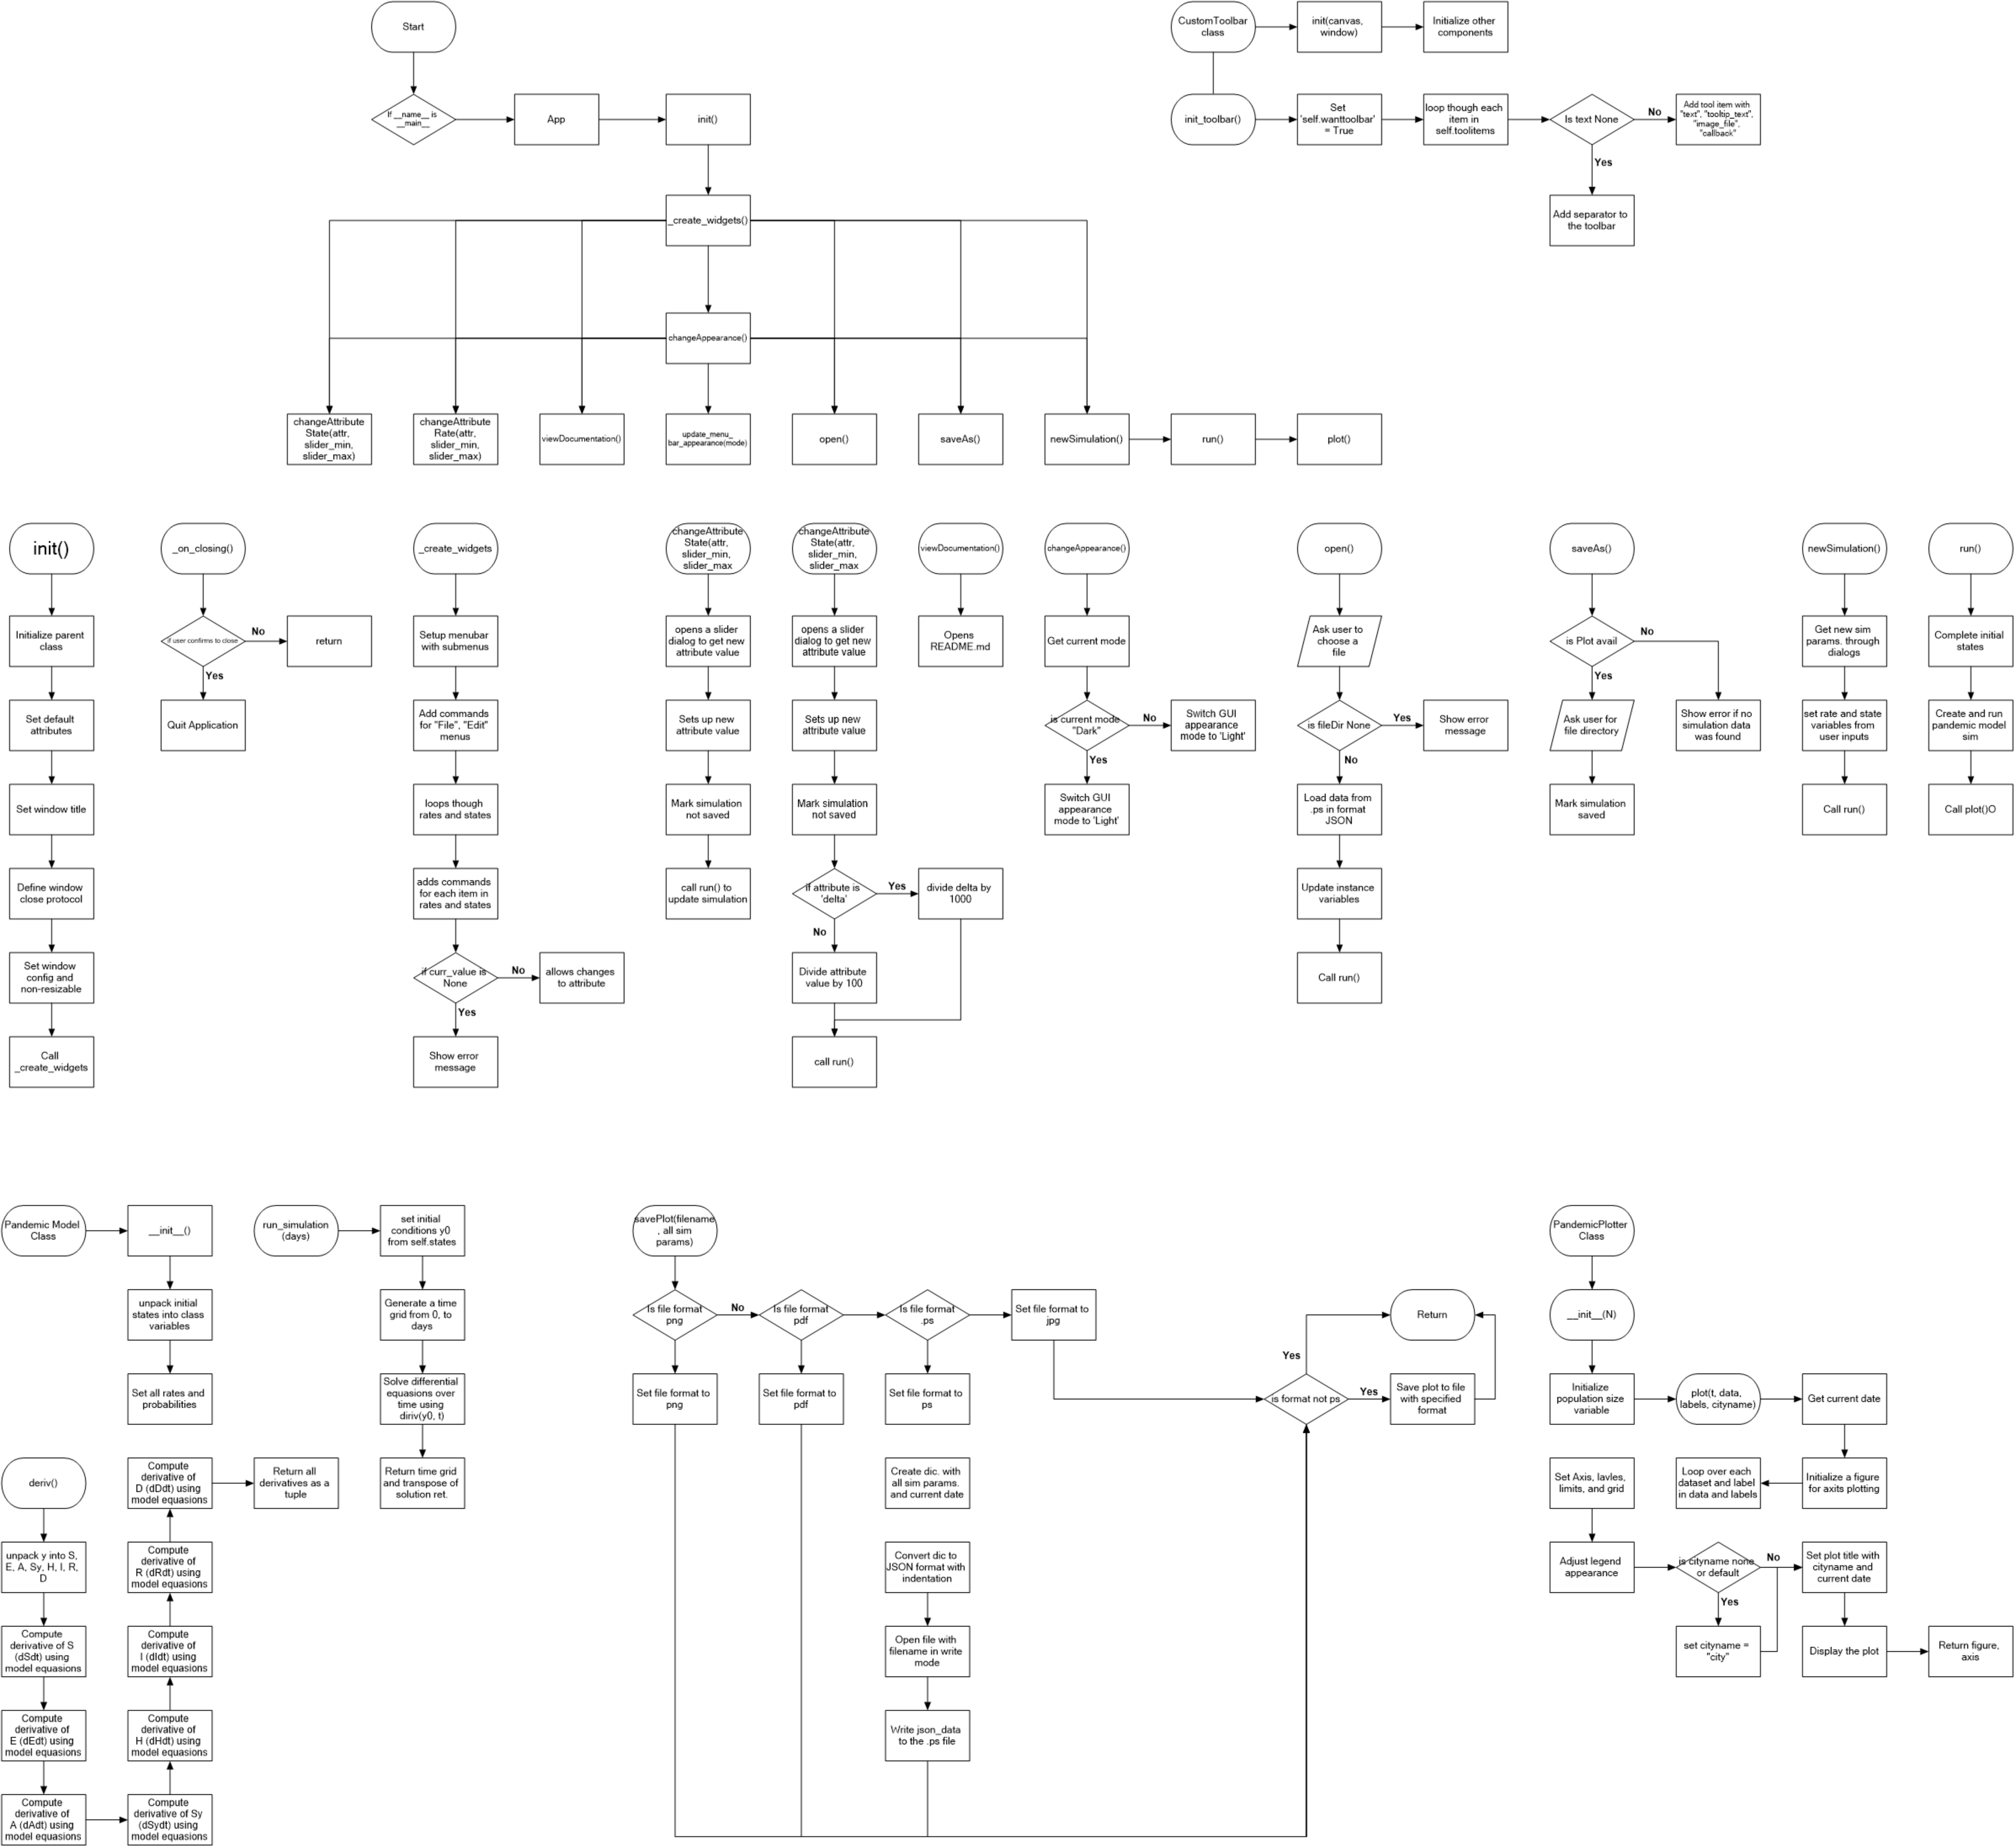 Start
If __name__ is
__main__
App
init()
_create_widgets()
changeAppearance()
changeAttribute
State(attr,
slider_min,
slider_max)
changeAttribute
Rate(attr,
slider_min,
slider_max)
viewDocumentation()
update_menu_
bar_appearance(mode)
open()
saveAs()
newSimulation()
run()
plot()
CustomToolbar
class
init(canvas,
window)
Initialize other
components
init_toolbar()
Set
'self.wanttoolbar'
= True
loop though each
item in
self.toolitems
Is text None
No
Add tool item with
"text", "tooltip_text",
"image_file",
"callback"
Yes
Add separator to
the toolbar
init()
Initialize parent
class
Set default
attributes
Set window title
Define window
close protocol
Set window
config and
non-resizable
Call
_create_widgets
_on_closing()
if user confirms to close
No
return
Yes
Quit Application
_create_widgets
Setup menubar
with submenus
Add commands
for "File", "Edit"
menus
loops though
rates and states
adds commands
for each item in
rates and states
if curr_value is
None
No
allows changes
to attribute
Yes
Show error
message
changeAttribute
State(attr,
slider_min,
slider_max
opens a slider
dialog to get new
attribute value
Sets up new
attribute value
Mark simulation
not saved
call run() to
update simulation
changeAttribute
State(attr,
slider_min,
slider_max
opens a slider
dialog to get new
attribute value
Sets up new
attribute value
Mark simulation
not saved
if attribute is
'delta'
Yes
divide delta by
1000
No
Divide attribute
value by 100
call run()
viewDocumentation()
Opens
README.md
changeAppearance()
Get current mode
is current mode
"Dark"
No
Switch GUI
appearance
mode to 'Light'
Yes
Switch GUI
appearance
mode to 'Light'
open()
Ask user to
choose a
file
is fileDir None
Yes
Show error
message
No
Load data from
.ps in format
JSON
Update instance
variables
Call run()
saveAs()
is Plot avail
No
Yes
Ask user for
file directory
Show error if no
simulation data
was found
Mark simulation
saved
newSimulation()
Get new sim
params. through
dialogs
set rate and state
variables from
user inputs
Call run()
run()
Complete initial
states
Create and run
pandemic model
sim
Call plot()O
Pandemic Model
Class
__init__()
unpack initial
states into class
variables
Set all rates and
probabilities
run_simulation
(days)
set initial
conditions y0
from self.states
Generate a time
grid from 0, to
days
Solve differential
equasions over
time using
diriv(y0, t)
Return time grid
and transpose of
solution ret.
deriv()
unpack y into S,
E, A, Sy, H, I, R,
D
Compute
derivative of S
(dSdt) using
model equasions
Compute
derivative of
E (dEdt) using
model equasions
Compute
derivative of
A (dAdt) using
model equasions
Compute
derivative of Sy
(dSydt) using
model equasions
Compute
derivative of
H (dHdt) using
model equasions
Compute
derivative of
I (dIdt) using
model equasions
Compute
derivative of
R (dRdt) using
model equasions
Compute
derivative of
D (dDdt) using
model equasions
Return all
derivatives as a
tuple
savePlot(filename
, all sim
params)
Is file format
png
No
Is file format
pdf
Is file format
.ps
Set file format to
jpg
Set file format to
png
Set file format to
pdf
Set file format to
ps
Create dic. with
all sim params.
and current date
Convert dic to
JSON format with
indentation
Open file with
filename in write
mode
Write json_data
to the .ps file
is format not ps
Yes
Return
Yes
Save plot to file
with specified
format
PandemicPlotter
Class
__init__(N)
Initialize
population size
variable
plot(t, data,
labels, cityname)
Get current date
Initialize a figure
for axits plotting
Loop over each
dataset and label
in data and labels
Set Axis, lavles,
limits, and grid
Adjust legend
appearance
is cityname none
or default
No
Set plot title with
cityname and
current date
Yes
set cityname =
"city"
Display the plot
Return figure,
axis